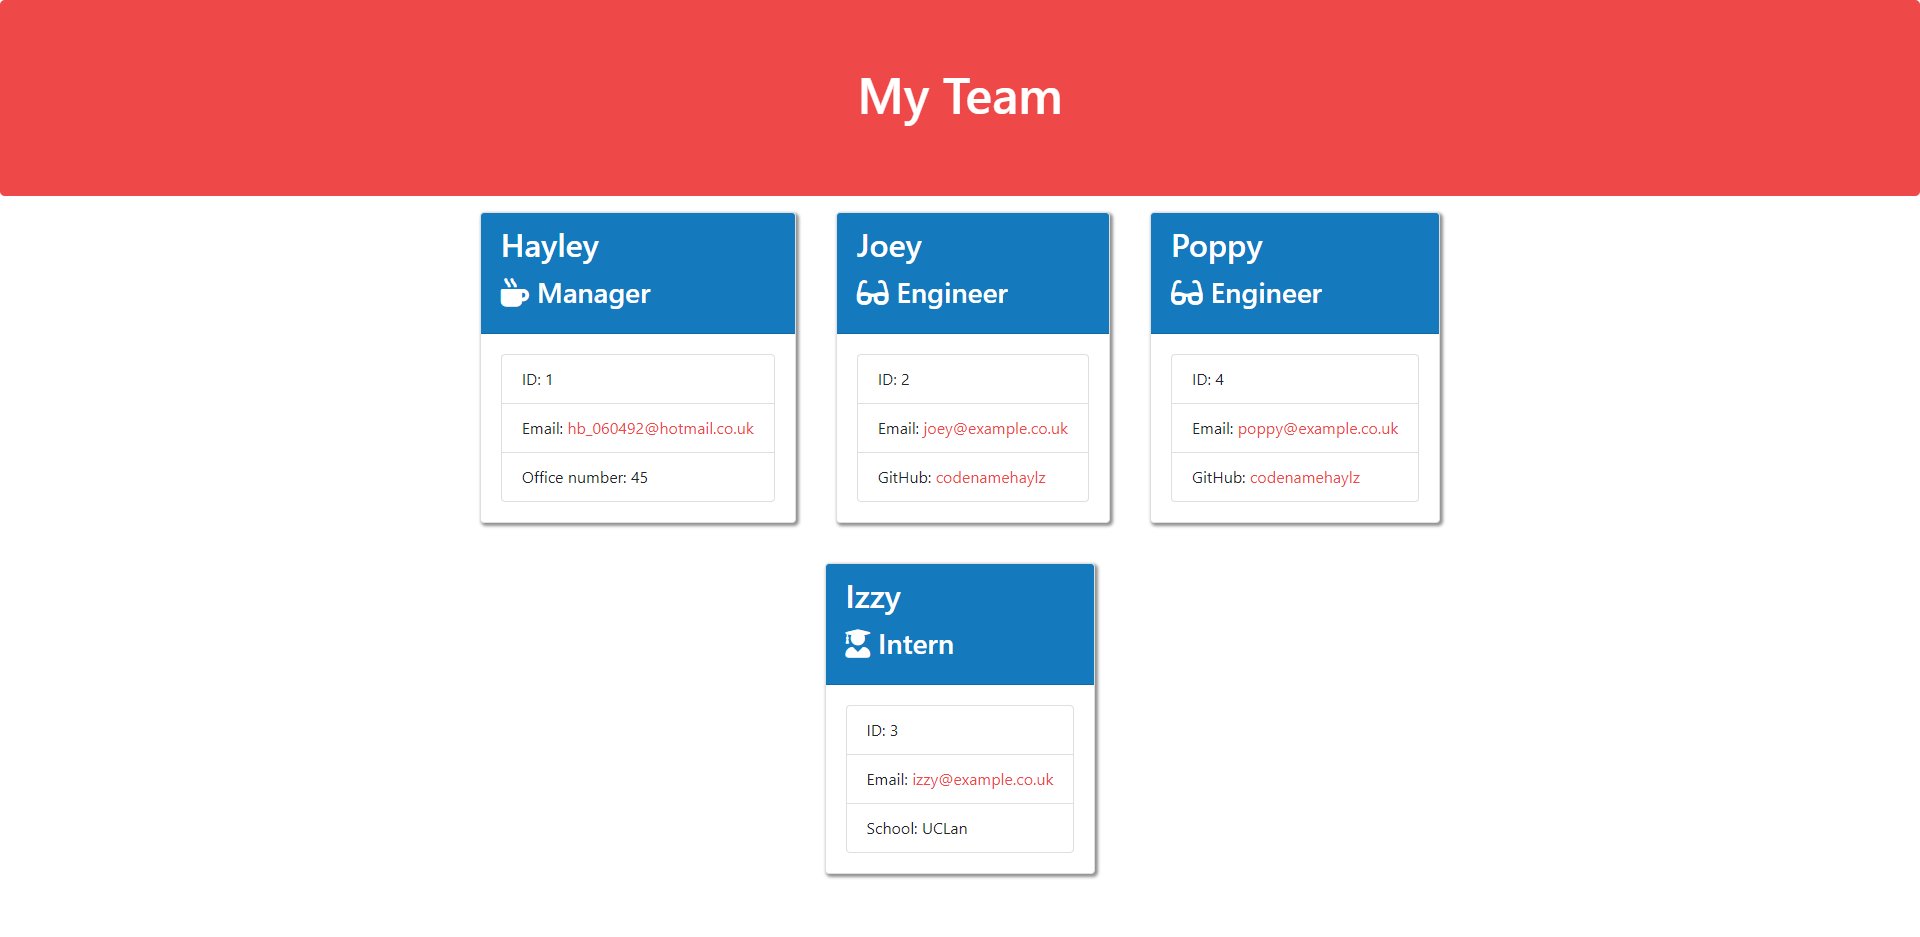 My Team
Hayley
Manager
ID: 1
Email: hb_060492@hotmail.co.uk
Office number: 45
Joey
Engineer
ID: 2
Email: joey@example.co.uk
GitHub: codenamehaylz
Poppy
Engineer
ID: 4
Email: poppy@example.co.uk
GitHub: codenamehaylz
Izzy
Intern
ID: 3
Email: izzy@example.co.uk
School: UCLan